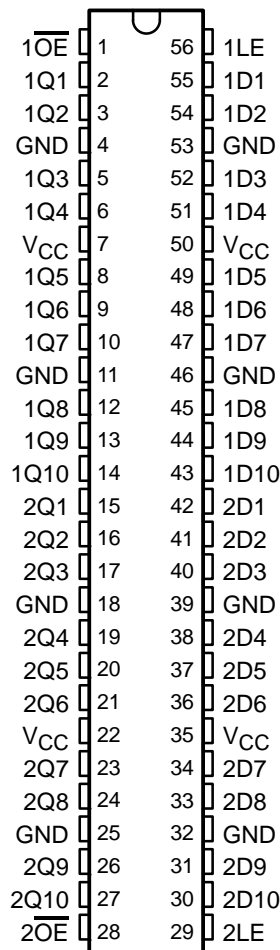 1O̅E̅ 1 56 1LE
1Q1 2 55 1D1
1Q2 3 54 1D2
GND 4 53 GND
1Q3 5 52 1D3
1Q4 6 51 1D4
VCC 7 50 VCC
1Q5 8 49 1D5
1Q6 9 48 1D6
1Q7 10 47 1D7
GND 11 46 GND
1Q8 12 45 1D8
1Q9 13 44 1D9
1Q10 14 43 1D10
2Q1 15 42 2D1
2Q2 16 41 2D2
2Q3 17 40 2D3
GND 18 39 GND
2Q4 19 38 2D4
2Q5 20 37 2D5
2Q6 21 36 2D6
VCC 22 35 VCC
2Q7 23 34 2D7
2Q8 24 33 2D8
GND 25 32 GND
2Q9 26 31 2D9
2Q10 27 30 2D10
2O̅E̅ 28 29 2LE